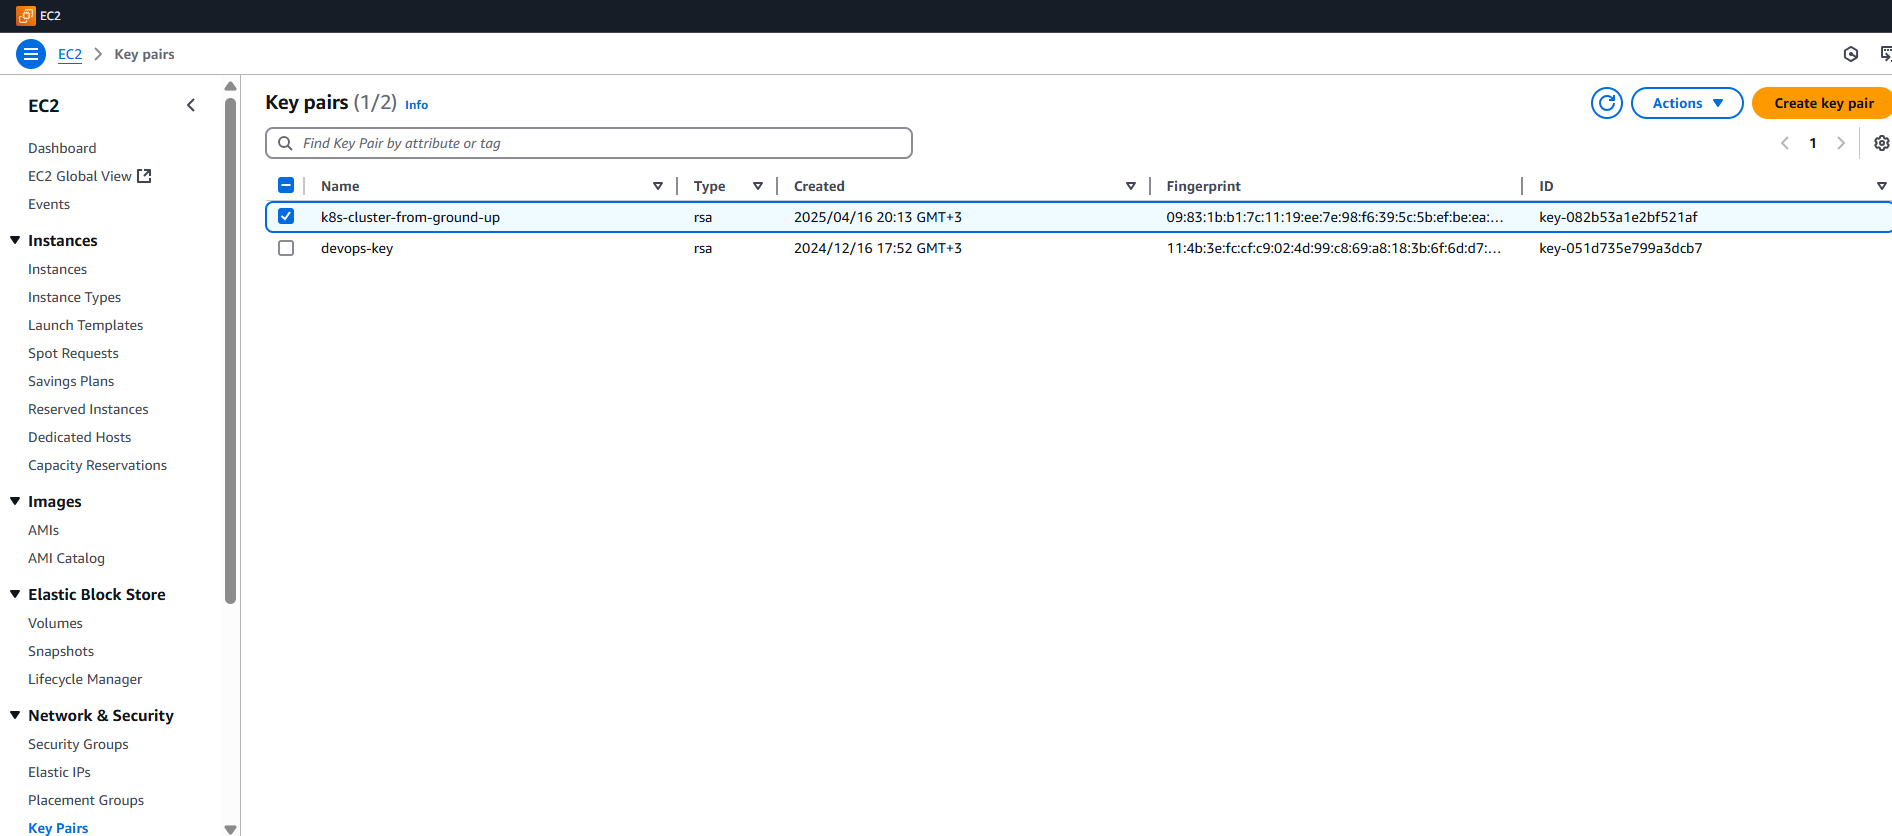 EC2
EC2 > Key pairs
EC2
Dashboard
EC2 Global View
Events
Instances
Instances
Instance Types
Launch Templates
Spot Requests
Savings Plans
Reserved Instances
Dedicated Hosts
Capacity Reservations
Images
AMIs
AMI Catalog
Elastic Block Store
Volumes
Snapshots
Lifecycle Manager
Network & Security
Security Groups
Elastic IPs
Placement Groups
Key Pairs
Key pairs (1/2) Info
Actions
Create key pair
Find Key Pair by attribute or tag
1
Name Type Created Fingerprint ID
k8s-cluster-from-ground-up rsa 2025/04/16 20:13 GMT+3 09:83:1b:b1:7c:11:19:ee:7e:98:f6:39:5c:5b:ef:be:ea:... key-082b53a1e2bf521af
devops-key rsa 2024/12/16 17:52 GMT+3 11:4b:3e:fc:cf:c9:02:4d:99:c8:69:a8:18:3b:6f:6d:d7:... key-051d735e799a3dcb7